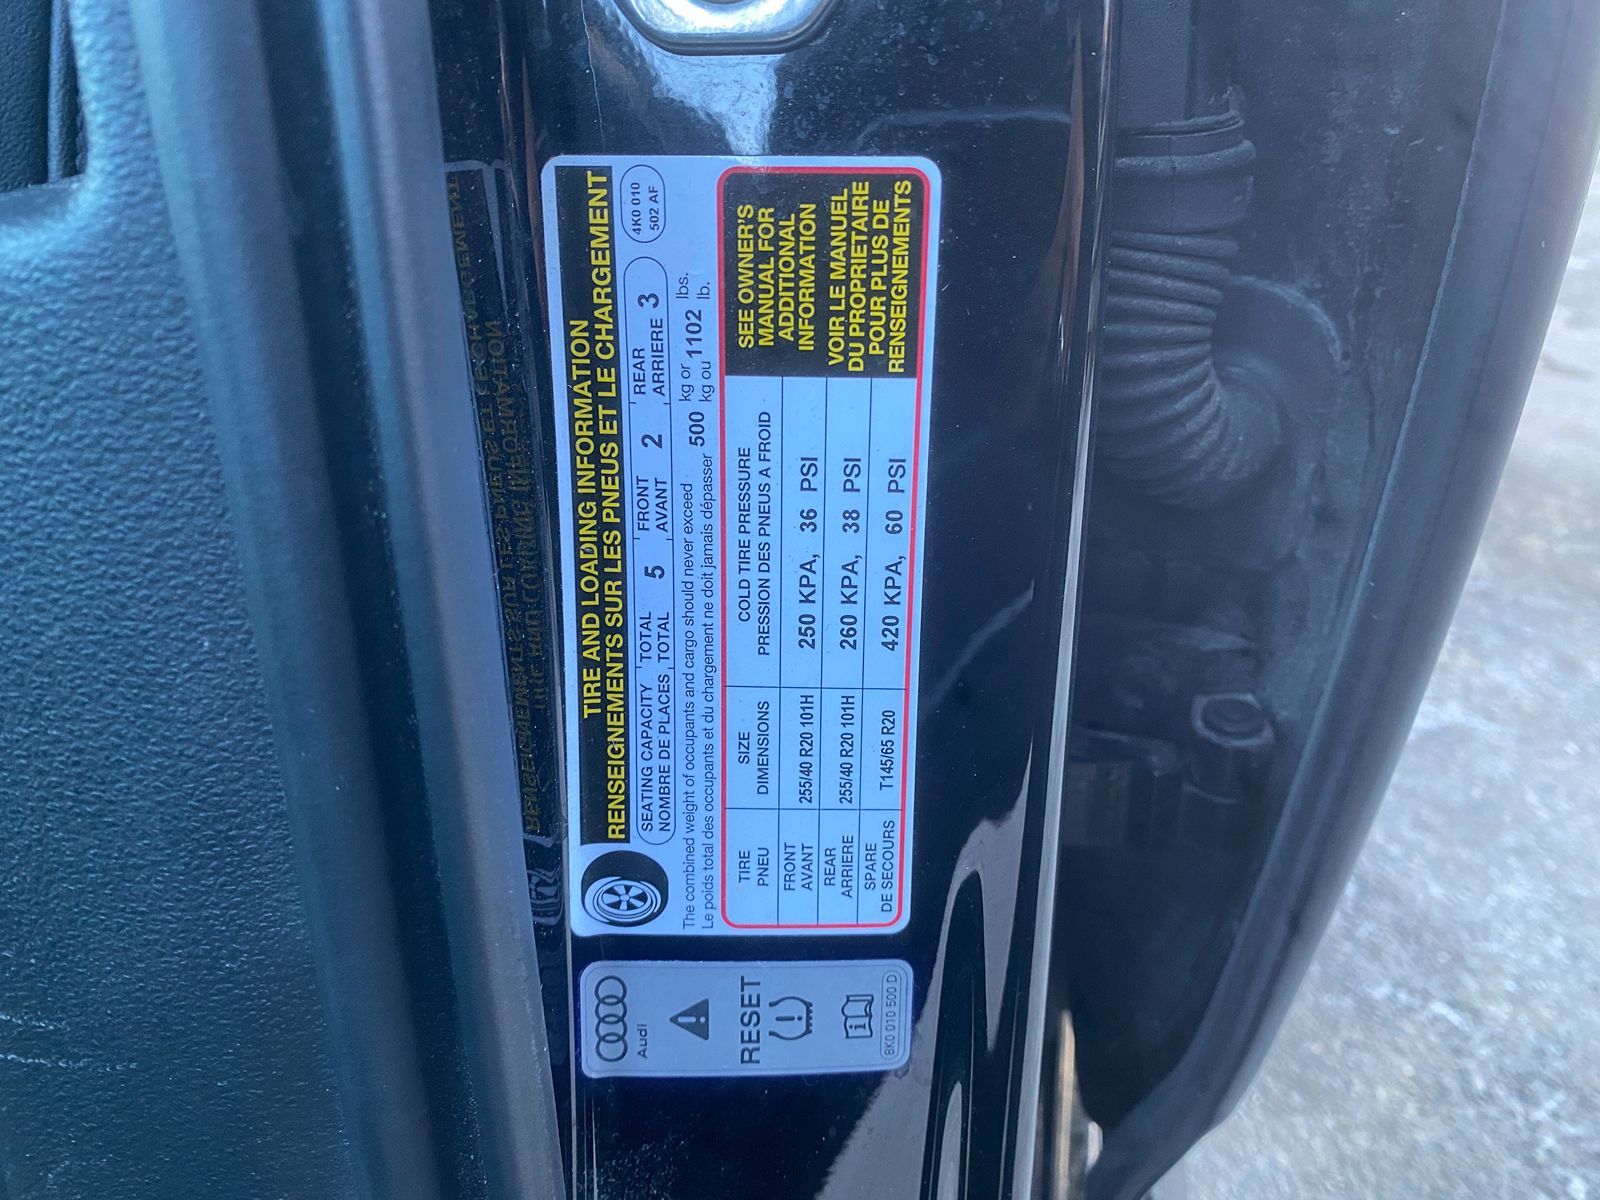 TIRE AND LOADING INFORMATION
RENSEIGNEMENTS SUR LES PNEUS ET LE CHARGEMENT
SEATING CAPACITY TOTAL 5 FRONT 2 REAR 3
NOMBRE DE PLACES TOTAL AVANT ARRIERE
4K0 010
502 AF
The combined weight of occupants and cargo should never exceed 500 kg or 1102 lbs.
Le poids total des occupants et du chargement ne doit jamais dépasser kg ou lb.
TIRE SIZE COLD TIRE PRESSURE
PNEU DIMENSIONS PRESSION DES PNEUS A FROID
FRONT
AVANT 255/40 R20 101H 250 KPA, 36 PSI
REAR
ARRIERE 255/40 R20 101H 260 KPA, 38 PSI
SPARE
DE SECOURS T145/65 R20 420 KPA, 60 PSI
SEE OWNER'S
MANUAL FOR
ADDITIONAL
INFORMATION
VOIR LE MANUEL
DU PROPRIETAIRE
POUR PLUS DE
RENSEIGNEMENTS
Audi
RESET
8K0 010 500 D